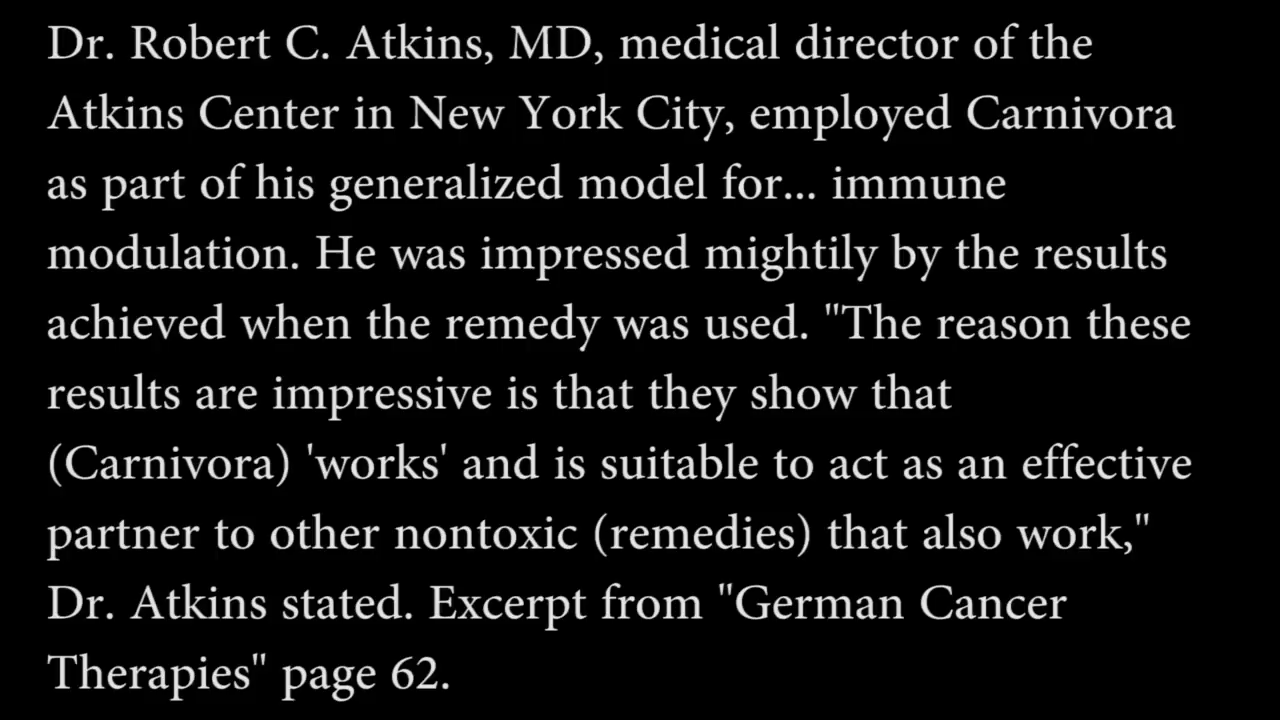 Dr. Robert C. Atkins, MD, medical director of the
Atkins Center in New York City, employed Carnivora
as part of his generalized model for... immune
modulation. He was impressed mightily by the results
achieved when the remedy was used. "The reason these
results are impressive is that they show that
(Carnivora) 'works' and is suitable to act as an effective
partner to other nontoxic (remedies) that also work,"
Dr. Atkins stated. Excerpt from "German Cancer
Therapies" page 62.